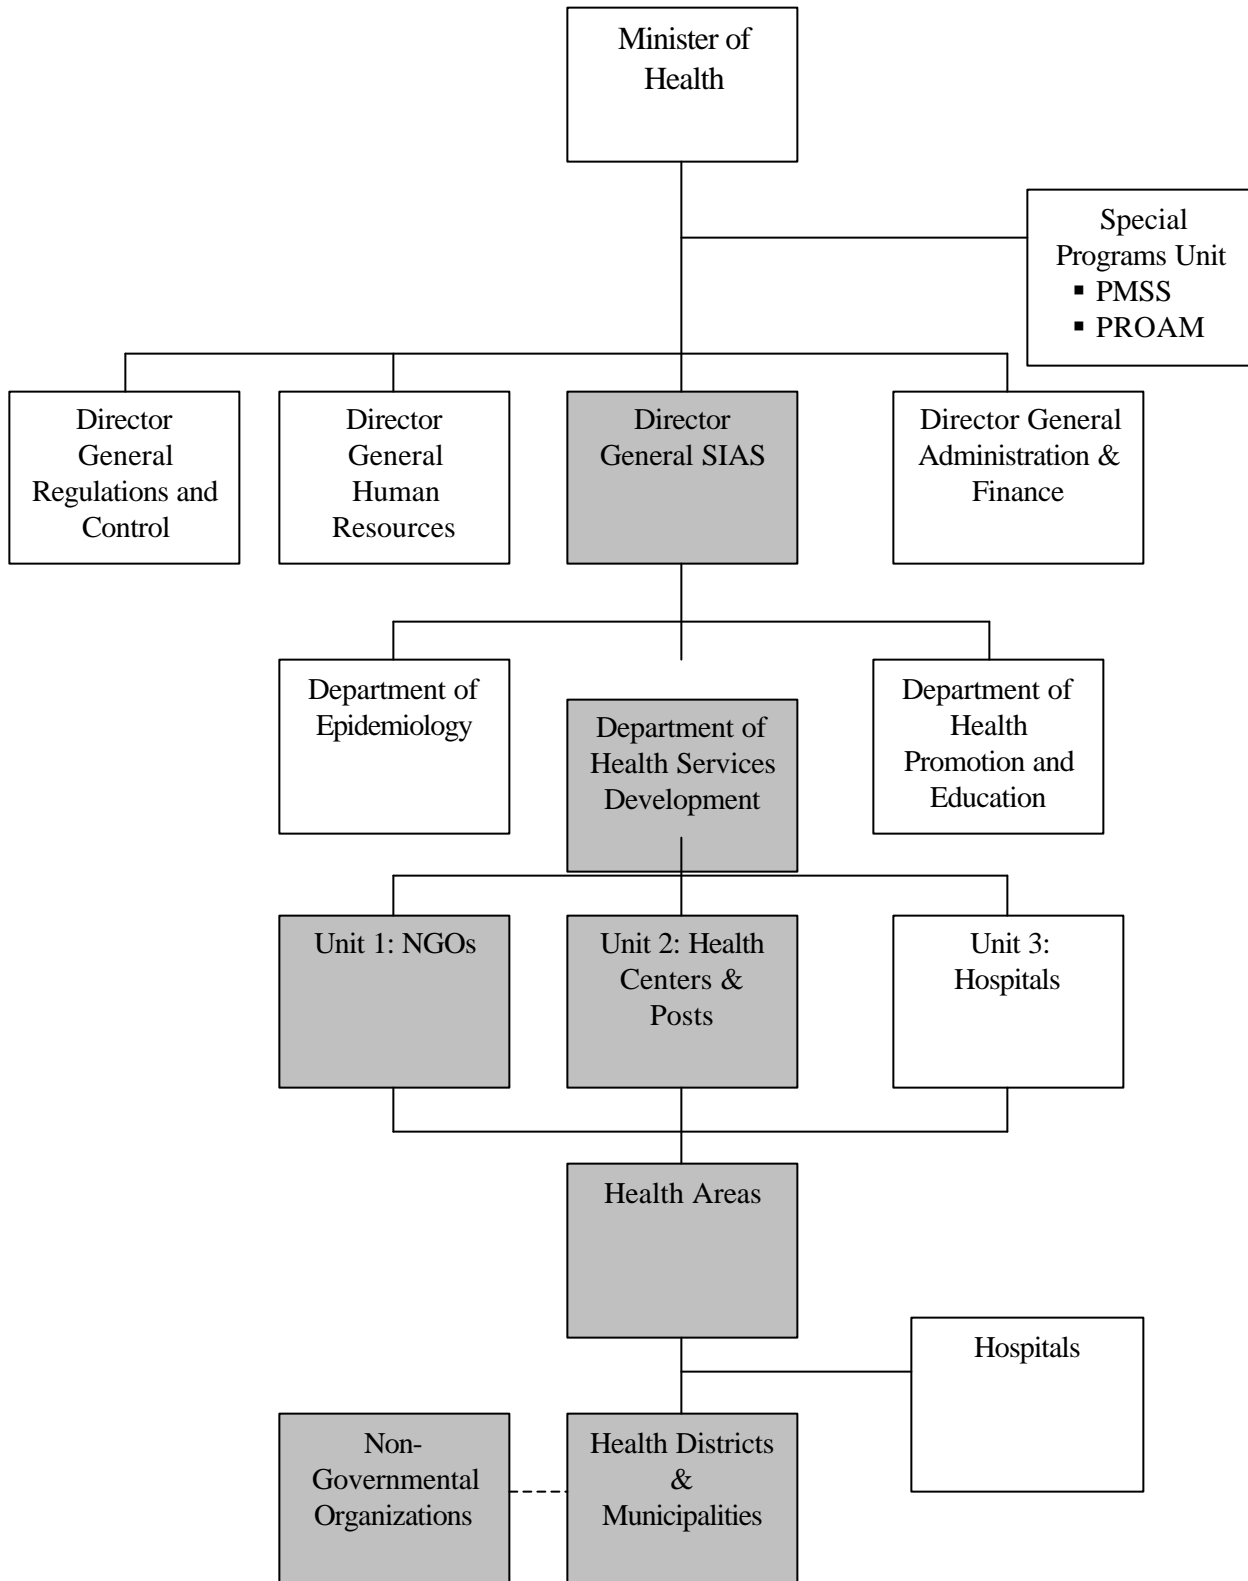 Minister of
Health
Special
Programs Unit
▪ PMSS
▪ PROAM
Director
General
Regulations and
Control
Director
General
Human
Resources
Director
General SIAS
Director General
Administration &
Finance
Department of
Epidemiology
Department of
Health Services
Development
Department of
Health
Promotion and
Education
Unit 1: NGOs
Unit 2: Health
Centers &
Posts
Unit 3:
Hospitals
Health Areas
Hospitals
Non-
Governmental
Organizations
Health Districts
&
Municipalities